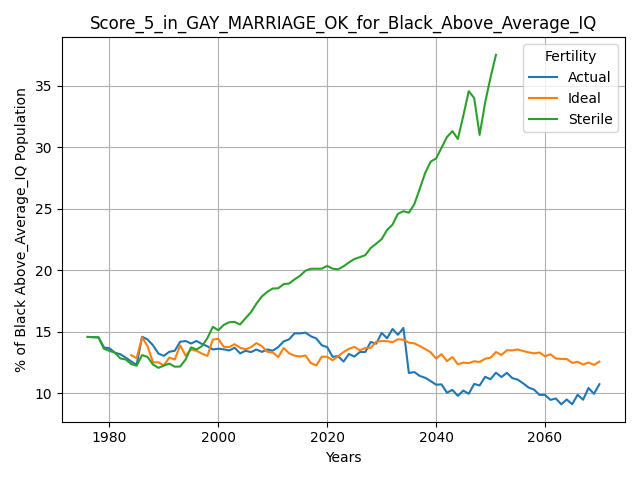 Score_5_in_GAY_MARRIAGE_OK_for_Black_Above_Average_IQ
% of Black Above_Average_IQ Population
35
30
25
20
15
10
Fertility
Actual
Ideal
Sterile
1980
2000
2020
2040
2060
Years